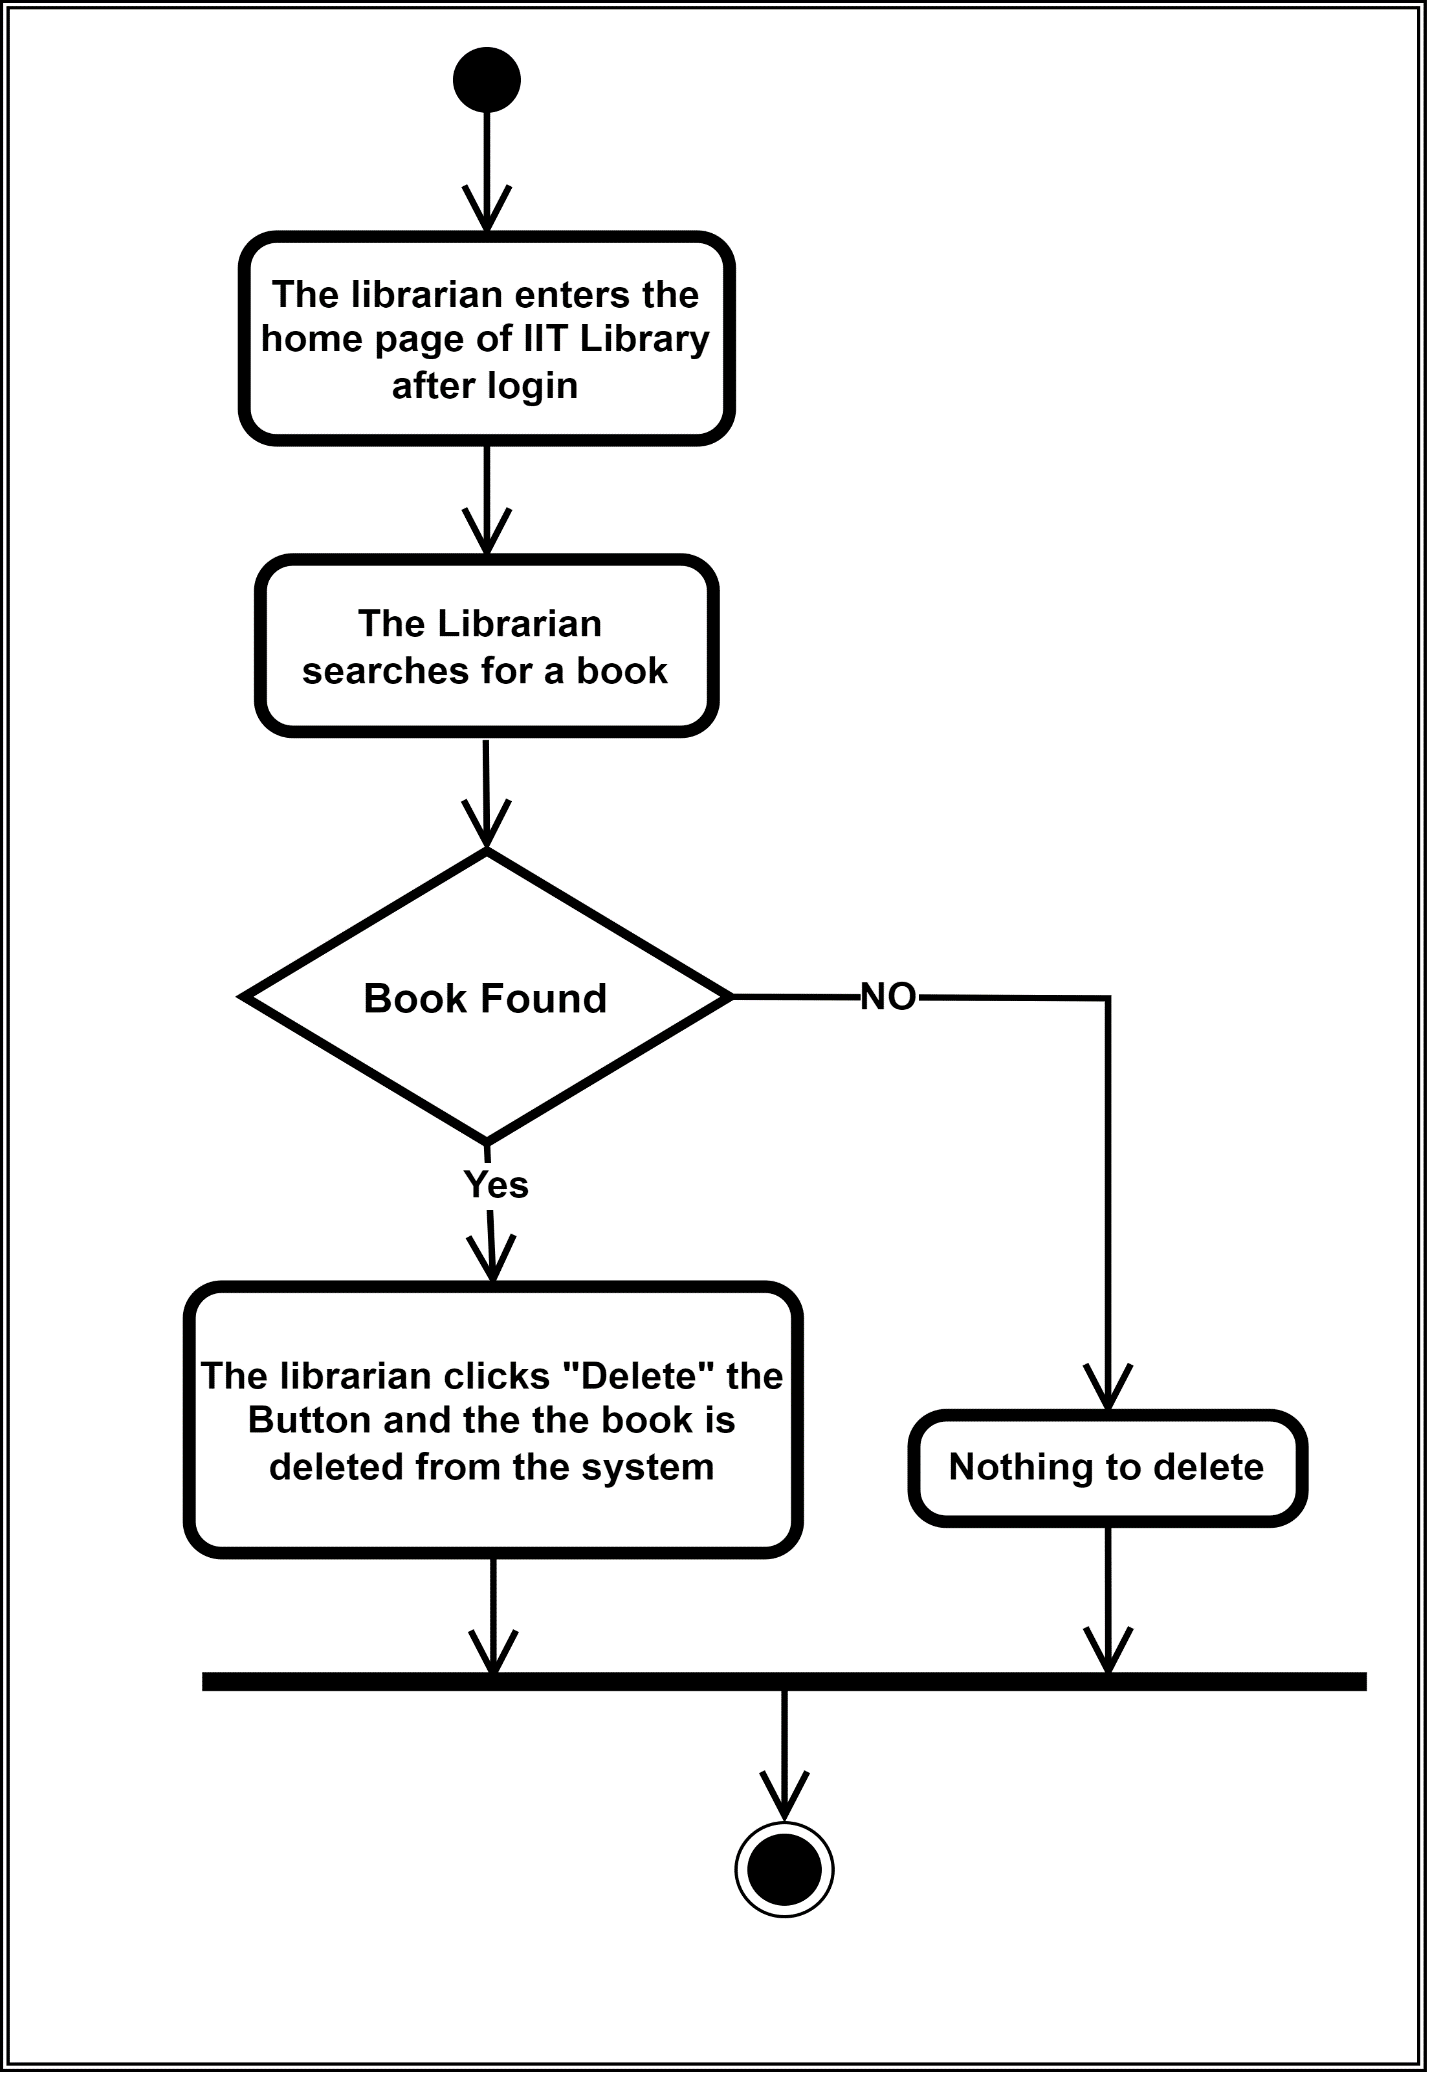 The librarian enters the
home page of IIT Library
after login
The Librarian
searches for a book
Book Found
NO
Yes
The librarian clicks "Delete" the
Button and the the book is
deleted from the system
Nothing to delete